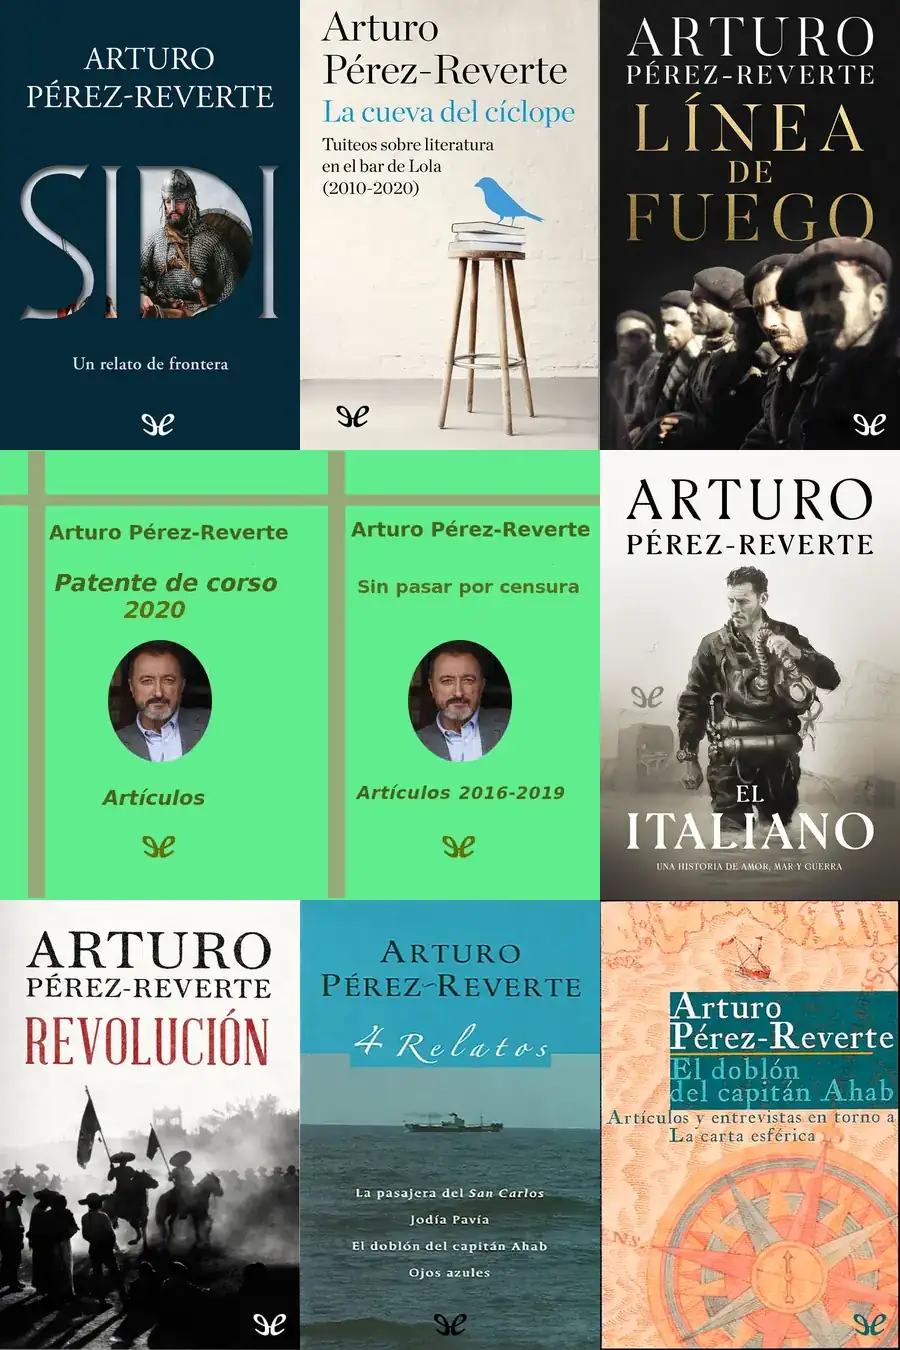 ARTURO
PÉREZ-REVERTE
SIDI
Un relato de frontera
Arturo
Pérez-Reverte
La cueva del cíclope
Tuiteos sobre literatura
en el bar de Lola
(2010-2020)
ARTURO
PÉREZ-REVERTE
LÍNEA
DE
FUEGO
Arturo Pérez-Reverte
Patente de corso
2020
Artículos
Arturo Pérez-Reverte
Sin pasar por censura
Artículos 2016-2019
ARTURO
PÉREZ-REVERTE
EL
ITALIANO
UNA HISTORIA DE AMOR, MAR Y GUERRA
ARTURO
PÉREZ-REVERTE
REVOLUCIÓN
ARTURO
PÉREZ-REVERTE
4 Relatos
La pasajera del San Carlos
Jodía Pavía
El doblón del capitán Ahab
Ojos azules
Arturo
Pérez-Reverte
El doblón
del capitán Ahab
Artículos y entrevistas en torno a
La carta esférica